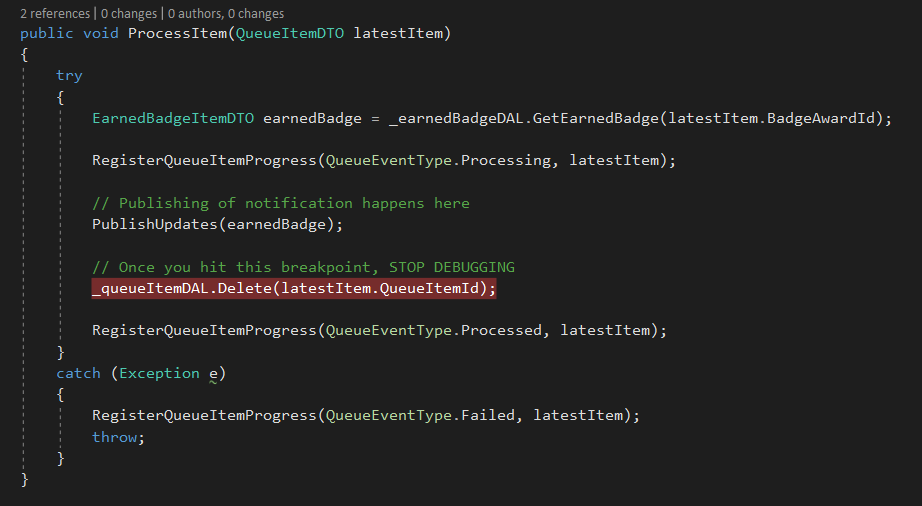 2 references | 0 changes | 0 authors, 0 changes
public void ProcessItem(QueueItemDTO latestItem)
{
try
{
EarnedBadgeItemDTO earnedBadge = _earnedBadgeDAL.GetEarnedBadge(latestItem.BadgeAwardId);
RegisterQueueItemProgress(QueueEventType.Processing, latestItem);
// Publishing of notification happens here
PublishUpdates(earnedBadge);
// Once you hit this breakpoint, STOP DEBUGGING
_queueItemDAL.Delete(latestItem.QueueItemId);
RegisterQueueItemProgress(QueueEventType.Processed, latestItem);
}
catch (Exception e)
{
RegisterQueueItemProgress(QueueEventType.Failed, latestItem);
throw;
}
}